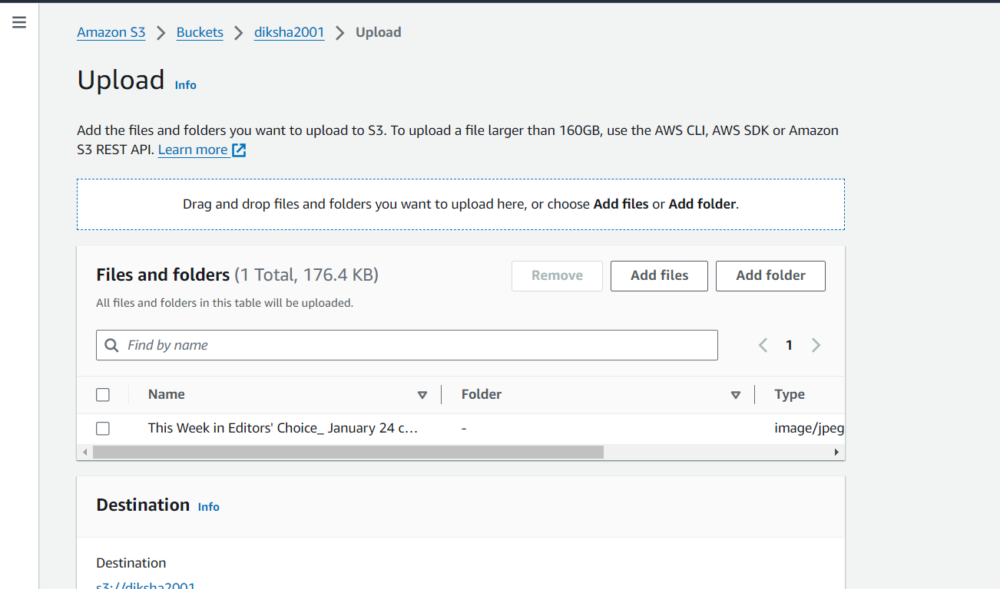 Amazon S3 > Buckets > diksha2001 > Upload
Upload Info
Add the files and folders you want to upload to S3. To upload a file larger than 160GB, use the AWS CLI, AWS SDK or Amazon
S3 REST API. Learn more
Drag and drop files and folders you want to upload here, or choose Add files or Add folder.
Files and folders (1 Total, 176.4 KB) Remove Add files Add folder
All files and folders in this table will be uploaded.
Find by name 1
Name Folder Type
This Week in Editors' Choice_ January 24 c... - image/jpeg
Destination Info
Destination
s3://diksha2001